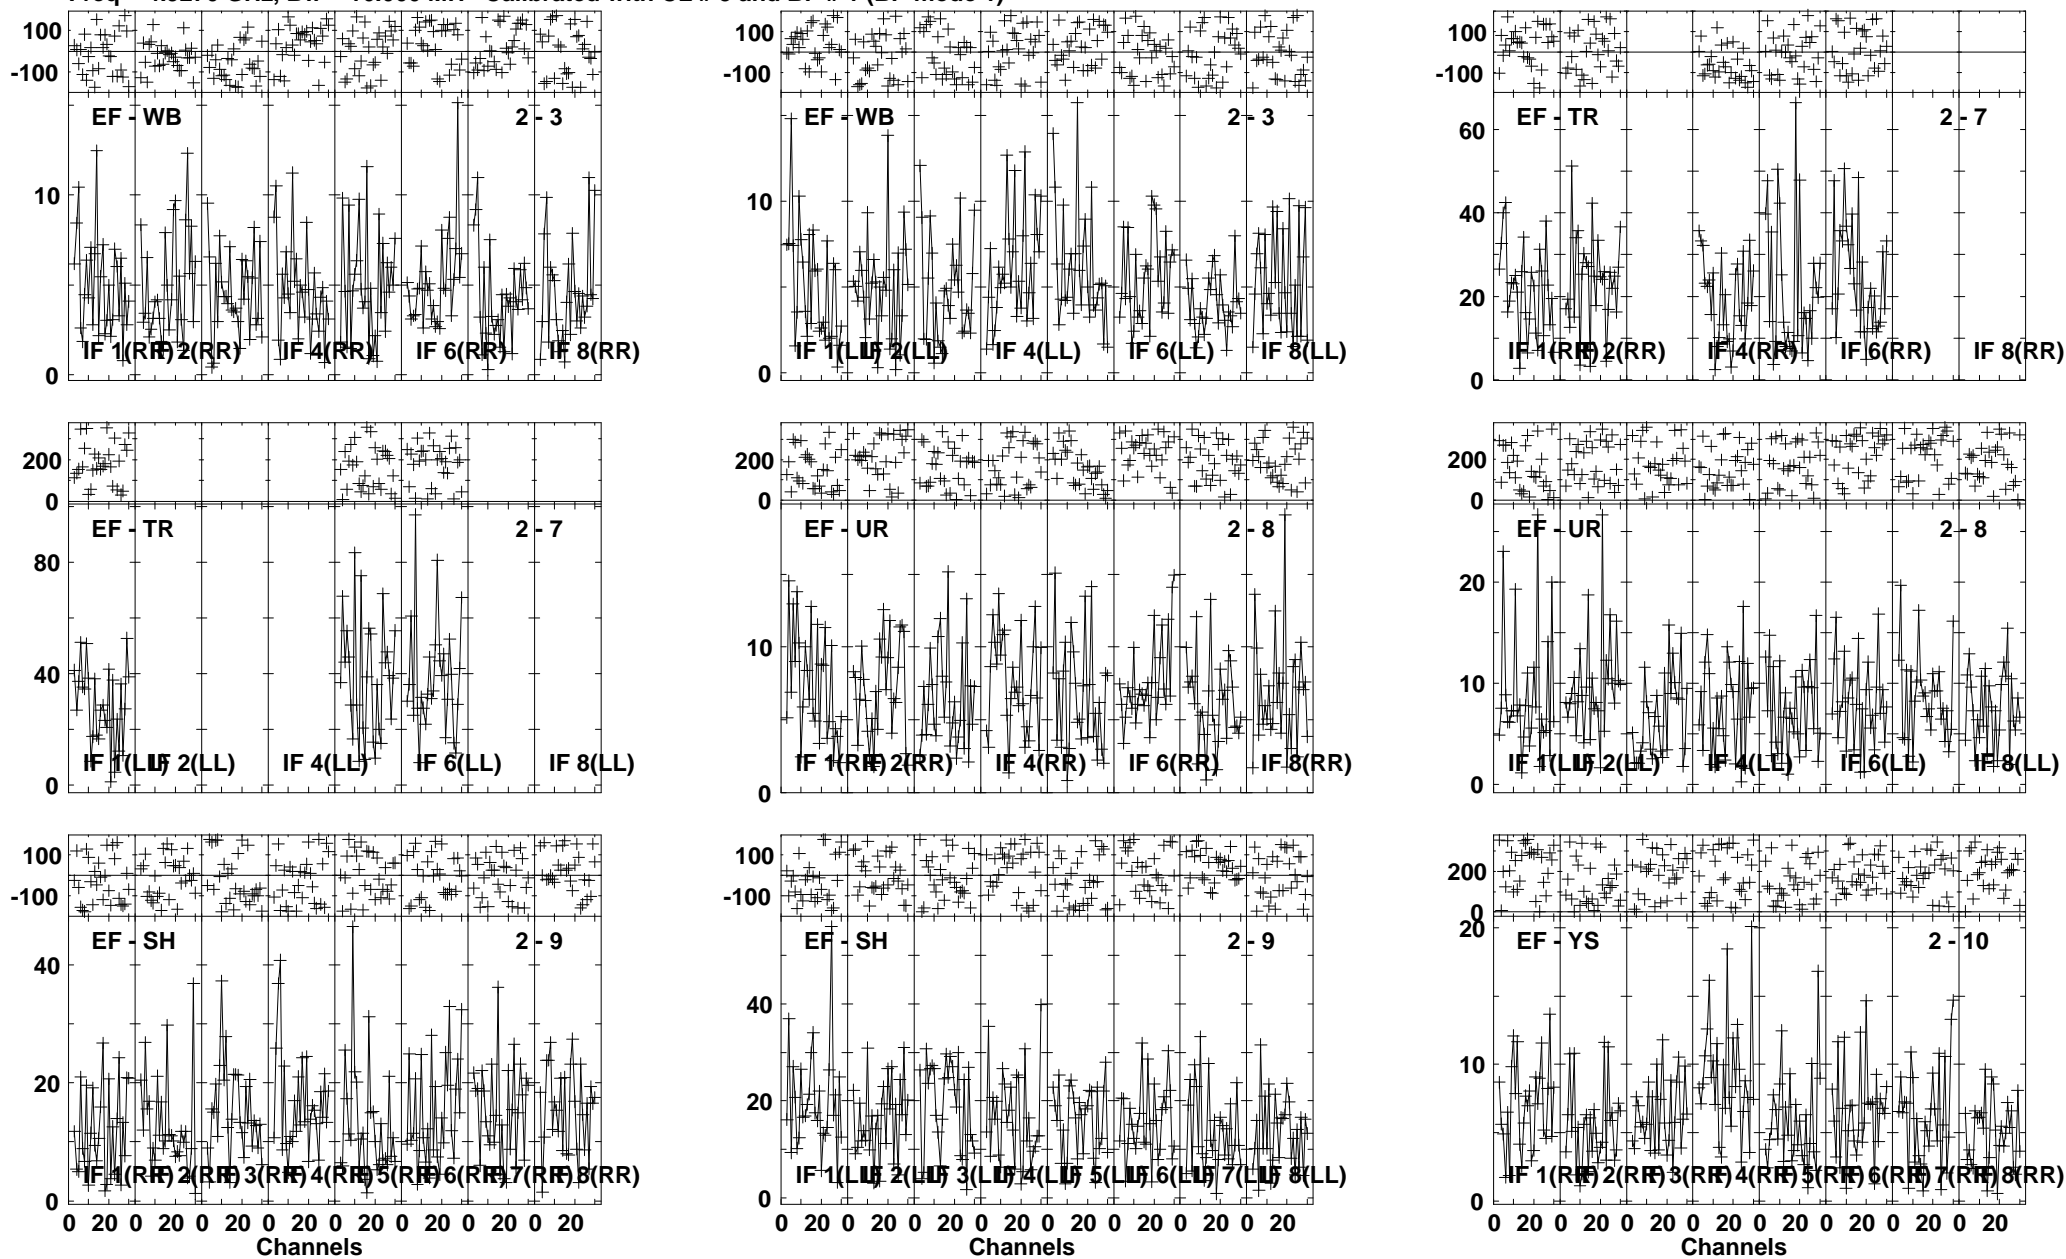 100
-100
EF - WB 2 - 3
10
0
IF 1(RR) IF 2(RR) IF 4(RR) IF 6(RR) IF 8(RR)
100
-100
EF - WB 2 - 3
10
0
IF 1(LL) IF 2(LL) IF 4(LL) IF 6(LL) IF 8(LL)
100
-100
EF - TR 2 - 7
60
40
20
0
IF 1(RR) IF 2(RR) IF 4(RR) IF 6(RR) IF 8(RR)
200
0
EF - TR 2 - 7
80
40
0
IF 1(LL) IF 2(LL) IF 4(LL) IF 6(LL) IF 8(LL)
200
0
EF - UR 2 - 8
10
0
IF 1(RR) IF 2(RR) IF 4(RR) IF 6(RR) IF 8(RR)
200
0
EF - UR 2 - 8
20
10
0
IF 1(LL) IF 2(LL) IF 4(LL) IF 6(LL) IF 8(LL)
100
-100
EF - SH 2 - 9
40
20
0
IF 1(RR) IF 2(RR) IF 3(RR) IF 4(RR) IF 5(RR) IF 6(RR) IF 7(RR) IF 8(RR)
0 20 0 20 0 20 0 20 0 20 0 20 0 20 0 20
Channels
100
-100
EF - SH 2 - 9
40
20
0
IF 1(LL) IF 2(LL) IF 3(LL) IF 4(LL) IF 5(LL) IF 6(LL) IF 7(LL) IF 8(LL)
0 20 0 20 0 20 0 20 0 20 0 20 0 20 0 20
Channels
200
0
EF - YS 2 - 10
20
10
0
IF 1(RR) IF 2(RR) IF 3(RR) IF 4(RR) IF 5(RR) IF 6(RR) IF 7(RR) IF 8(RR)
0 20 0 20 0 20 0 20 0 20 0 20 0 20 0 20
Channels